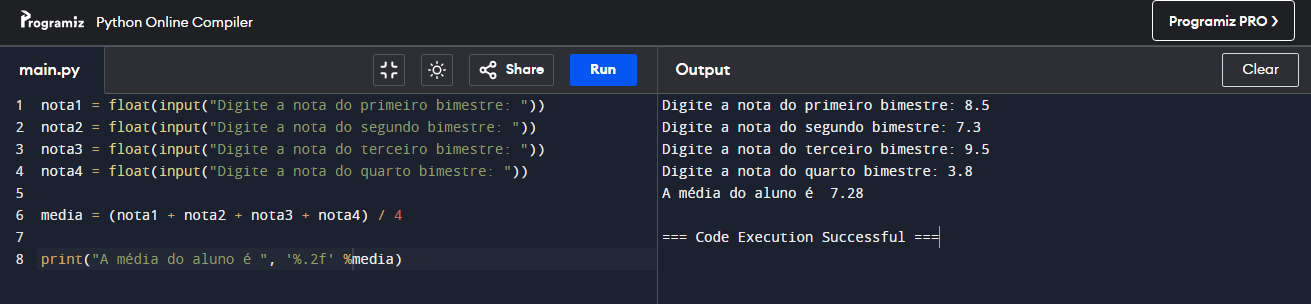 Programiz Python Online Compiler
Programiz PRO >
main.py
Share
Run
1 nota1 = float(input("Digite a nota do primeiro bimestre: "))
2 nota2 = float(input("Digite a nota do segundo bimestre: "))
3 nota3 = float(input("Digite a nota do terceiro bimestre: "))
4 nota4 = float(input("Digite a nota do quarto bimestre: "))
5
6 media = (nota1 + nota2 + nota3 + nota4) / 4
7
8 print("A média do aluno é ", '%.2f' %media)
Output
Clear
Digite a nota do primeiro bimestre: 8.5
Digite a nota do segundo bimestre: 7.3
Digite a nota do terceiro bimestre: 9.5
Digite a nota do quarto bimestre: 3.8
A média do aluno é  7.28
=== Code Execution Successful ===